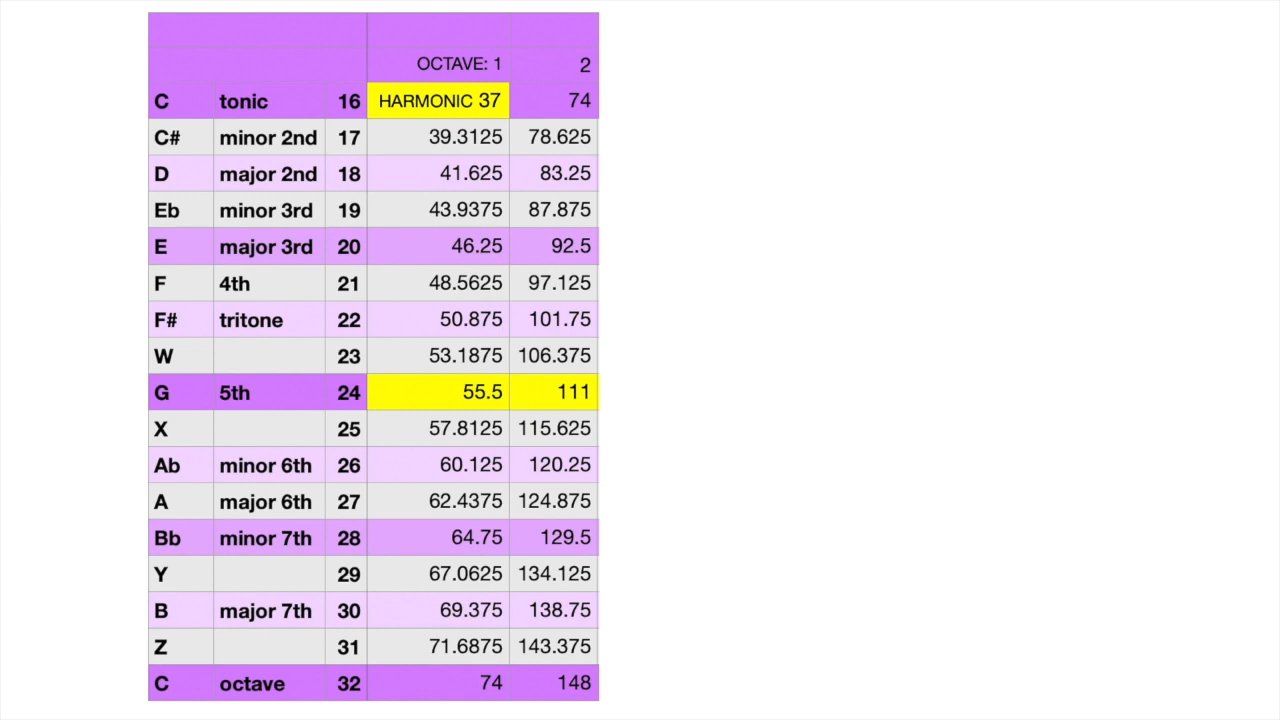 OCTAVE: 1 2
C tonic 16 HARMONIC 37 74
C# minor 2nd 17 39.3125 78.625
D major 2nd 18 41.625 83.25
Eb minor 3rd 19 43.9375 87.875
E major 3rd 20 46.25 92.5
F 4th 21 48.5625 97.125
F# tritone 22 50.875 101.75
W 23 53.1875 106.375
G 5th 24 55.5 111
X 25 57.8125 115.625
Ab minor 6th 26 60.125 120.25
A major 6th 27 62.4375 124.875
Bb minor 7th 28 64.75 129.5
Y 29 67.0625 134.125
B major 7th 30 69.375 138.75
Z 31 71.6875 143.375
C octave 32 74 148